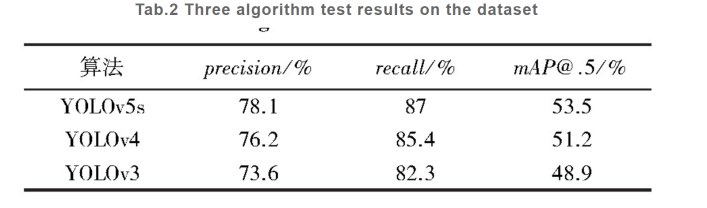 Tab.2 Three algorithm test results on the dataset
算法 precision/% recall/% mAP@.5/%
YOLOv5s 78.1 87 53.5
YOLOv4 76.2 85.4 51.2
YOLOv3 73.6 82.3 48.9